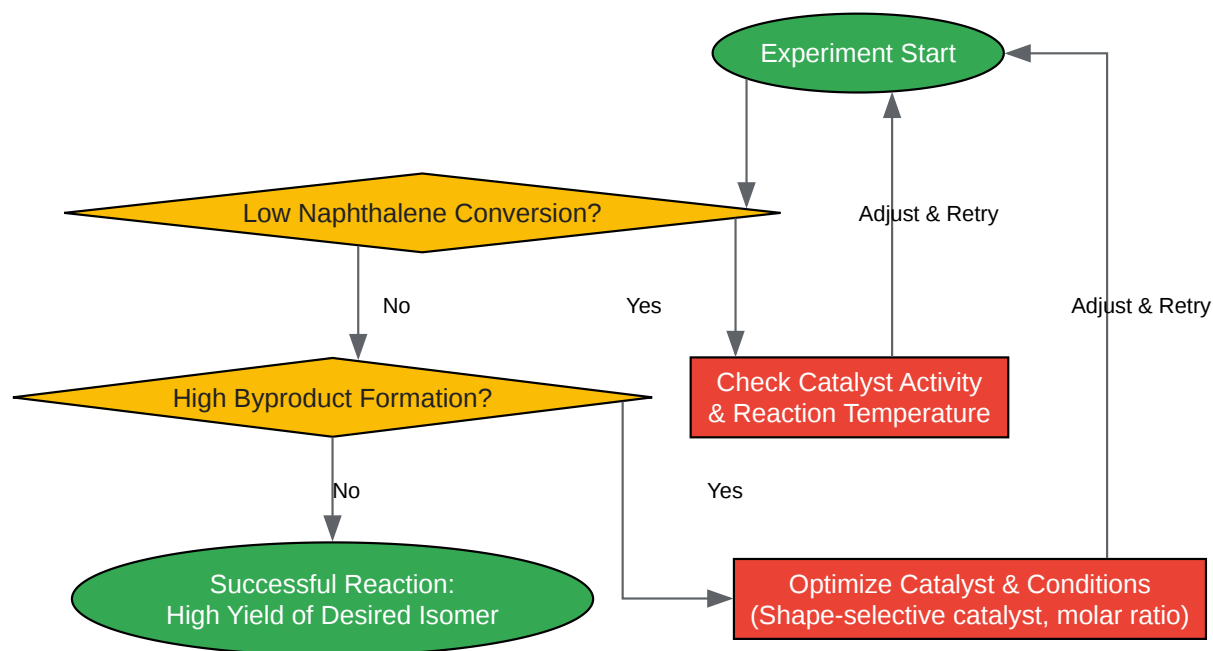 Experiment Start
Low Naphthalene Conversion?
Adjust & Retry
No
Yes
Adjust & Retry
Check Catalyst Activity
& Reaction Temperature
High Byproduct Formation?
No
Yes
Successful Reaction:
High Yield of Desired Isomer
Optimize Catalyst & Conditions
(Shape-selective catalyst, molar ratio)